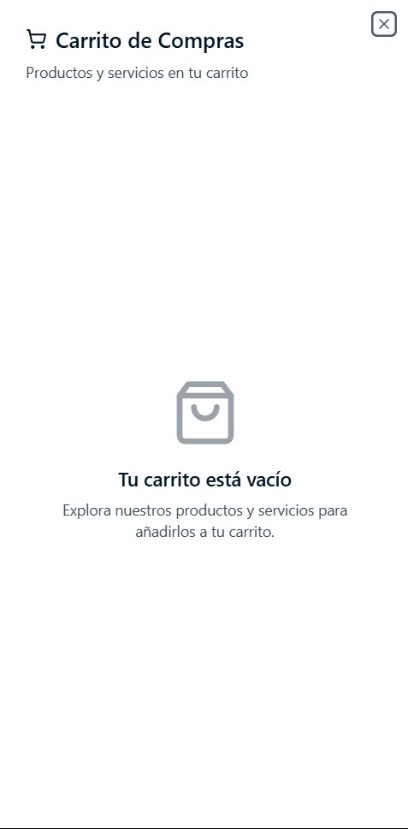 Carrito de Compras
Productos y servicios en tu carrito
Tu carrito está vacío
Explora nuestros productos y servicios para
añadirlos a tu carrito.